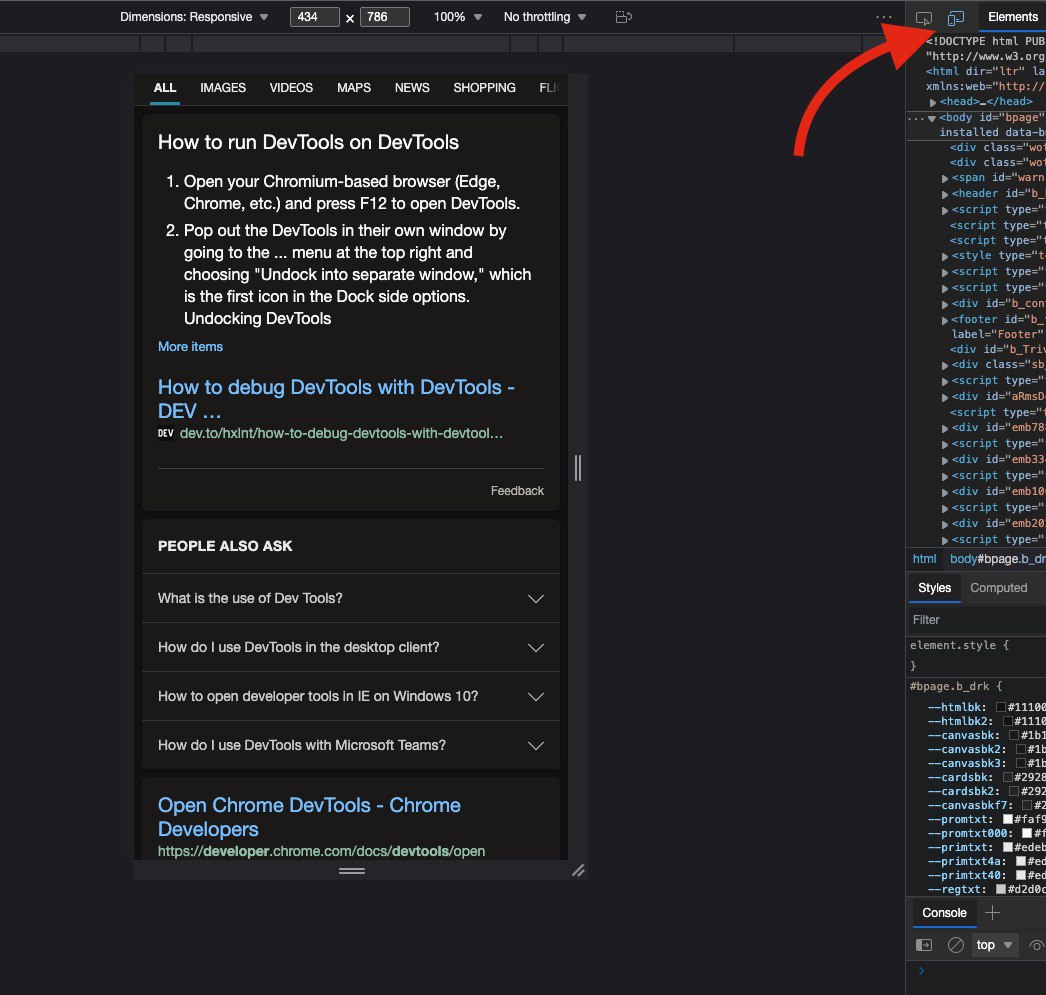 Dimensions: Responsive 434 × 786 100% No throttling ...
Elements
ALL IMAGES VIDEOS MAPS NEWS SHOPPING
How to run DevTools on DevTools
1. Open your Chromium-based browser (Edge,
Chrome, etc.) and press F12 to open DevTools.
2. Pop out the DevTools in their own window by
going to the ... menu at the top right and
choosing "Undock into separate window," which
is the first icon in the Dock side options.
Undocking DevTools
More items
How to debug DevTools with DevTools -
DEV ...
DEV dev.to/hxlnt/how-to-debug-devtools-with-devtool...
Feedback
PEOPLE ALSO ASK
What is the use of Dev Tools?
How do I use DevTools in the desktop client?
How to open developer tools in IE on Windows 10?
How do I use DevTools with Microsoft Teams?
Open Chrome DevTools - Chrome
Developers
https://developer.chrome.com/docs/devtools/open
<!DOCTYPE html PUB
"http://www.w3.org
<html dir="ltr" la
xmlns:web="http://
<head>…</head>
<body id="bpage"
installed data-b
<div class="wo
<div class="wo
<span id="warn
<header id="b_
<script type="
<script type="
<script type="
<style type="t
<script type="
<script type="
<div id="b_con
<footer id="b_
label="Footer"
<div id="b_Triv
<div class="sb_
<script type="
<div id="aRmsD
<script type="
<div id="emb78
<script type="
<div id="emb33
<script type="
<div id="emb10
<script type="
<div id="emb20
<script type="
html body#bpage.b_dr
Styles Computed
Filter
element.style {
}
#bpage.b_drk {
--htmlbk: #11100
--htmlbk2: #1110
--canvasbk: #1b1
--canvasbk2: #1b
--canvasbk3: #1b
--cardsbk: #2928
--cardsbk2: #292
--canvasbkf7: #2
--promtxt: #faf9
--promtxt000: #f
--primtxt: #edeb
--primtxt4a: #ed
--primtxt40: #ed
--regtxt: #d2d0c
Console
top